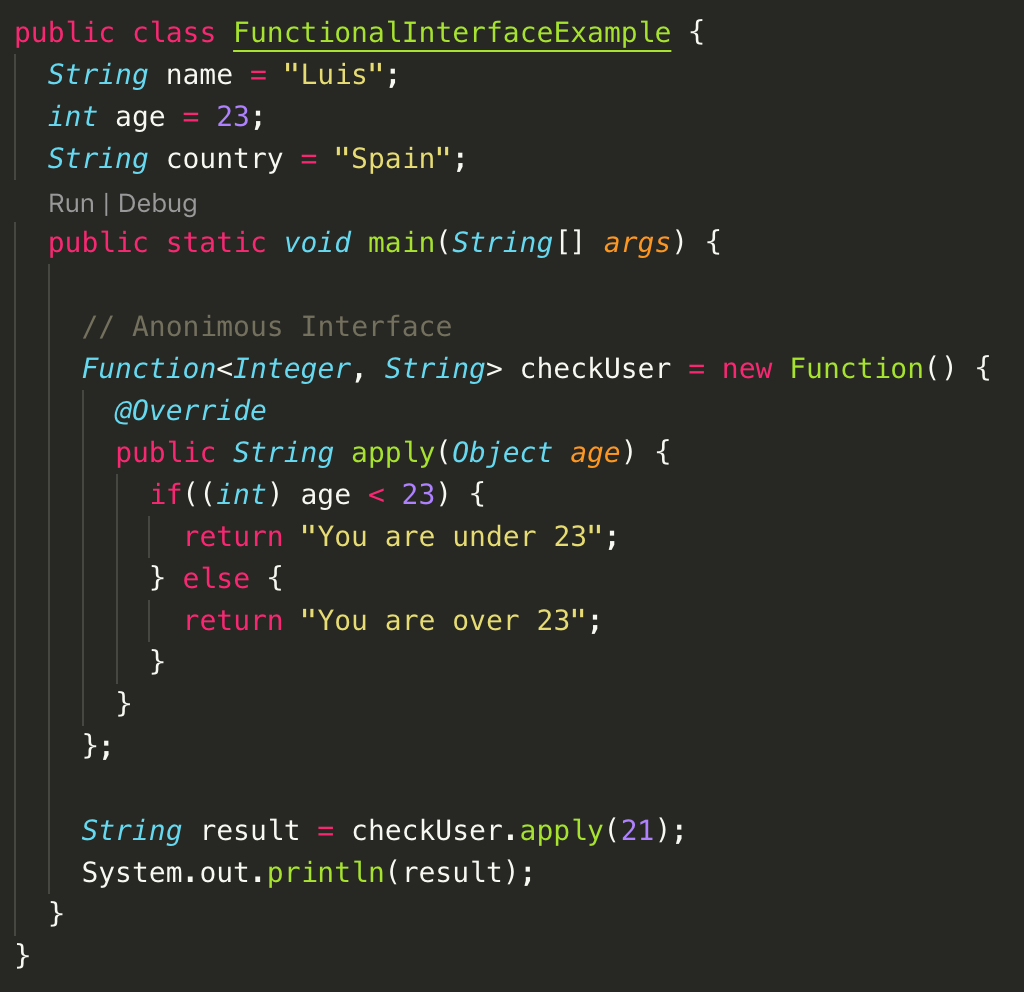 public class FunctionalInterfaceExample {
String name = "Luis";
int age = 23;
String country = "Spain";
Run | Debug
public static void main(String[] args) {
// Anonimous Interface
Function<Integer, String> checkUser = new Function() {
@Override
public String apply(Object age) {
if((int) age < 23) {
return "You are under 23";
} else {
return "You are over 23";
}
}
};
String result = checkUser.apply(21);
System.out.println(result);
}
}